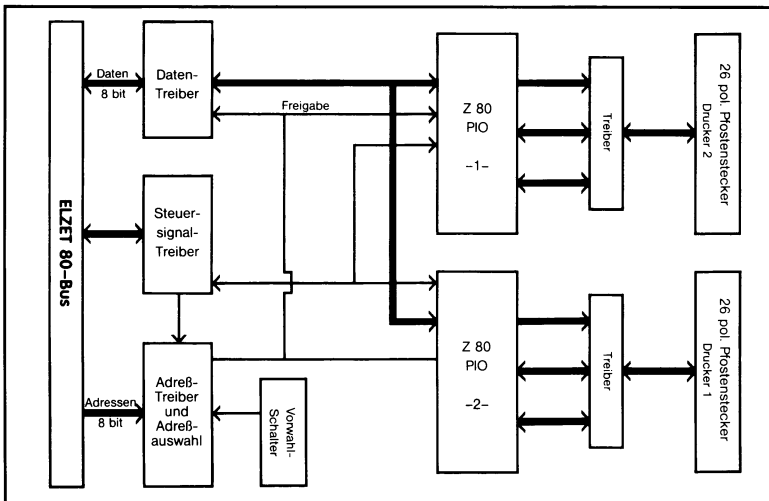 ELZET 80-Bus
Daten
8 bit
Daten-
Treiber
Freigabe
Steuer-
signal-
Treiber
Adressen
8 bit
Adreß-
Treiber
und
Adreß-
auswahl
Vorwahl-
Schalter
Z 80
PIO
-1-
Treiber
26 pol. Pfostenstecker
Drucker 2
Z 80
PIO
-2-
Treiber
26 pol. Pfostenstecker
Drucker 1